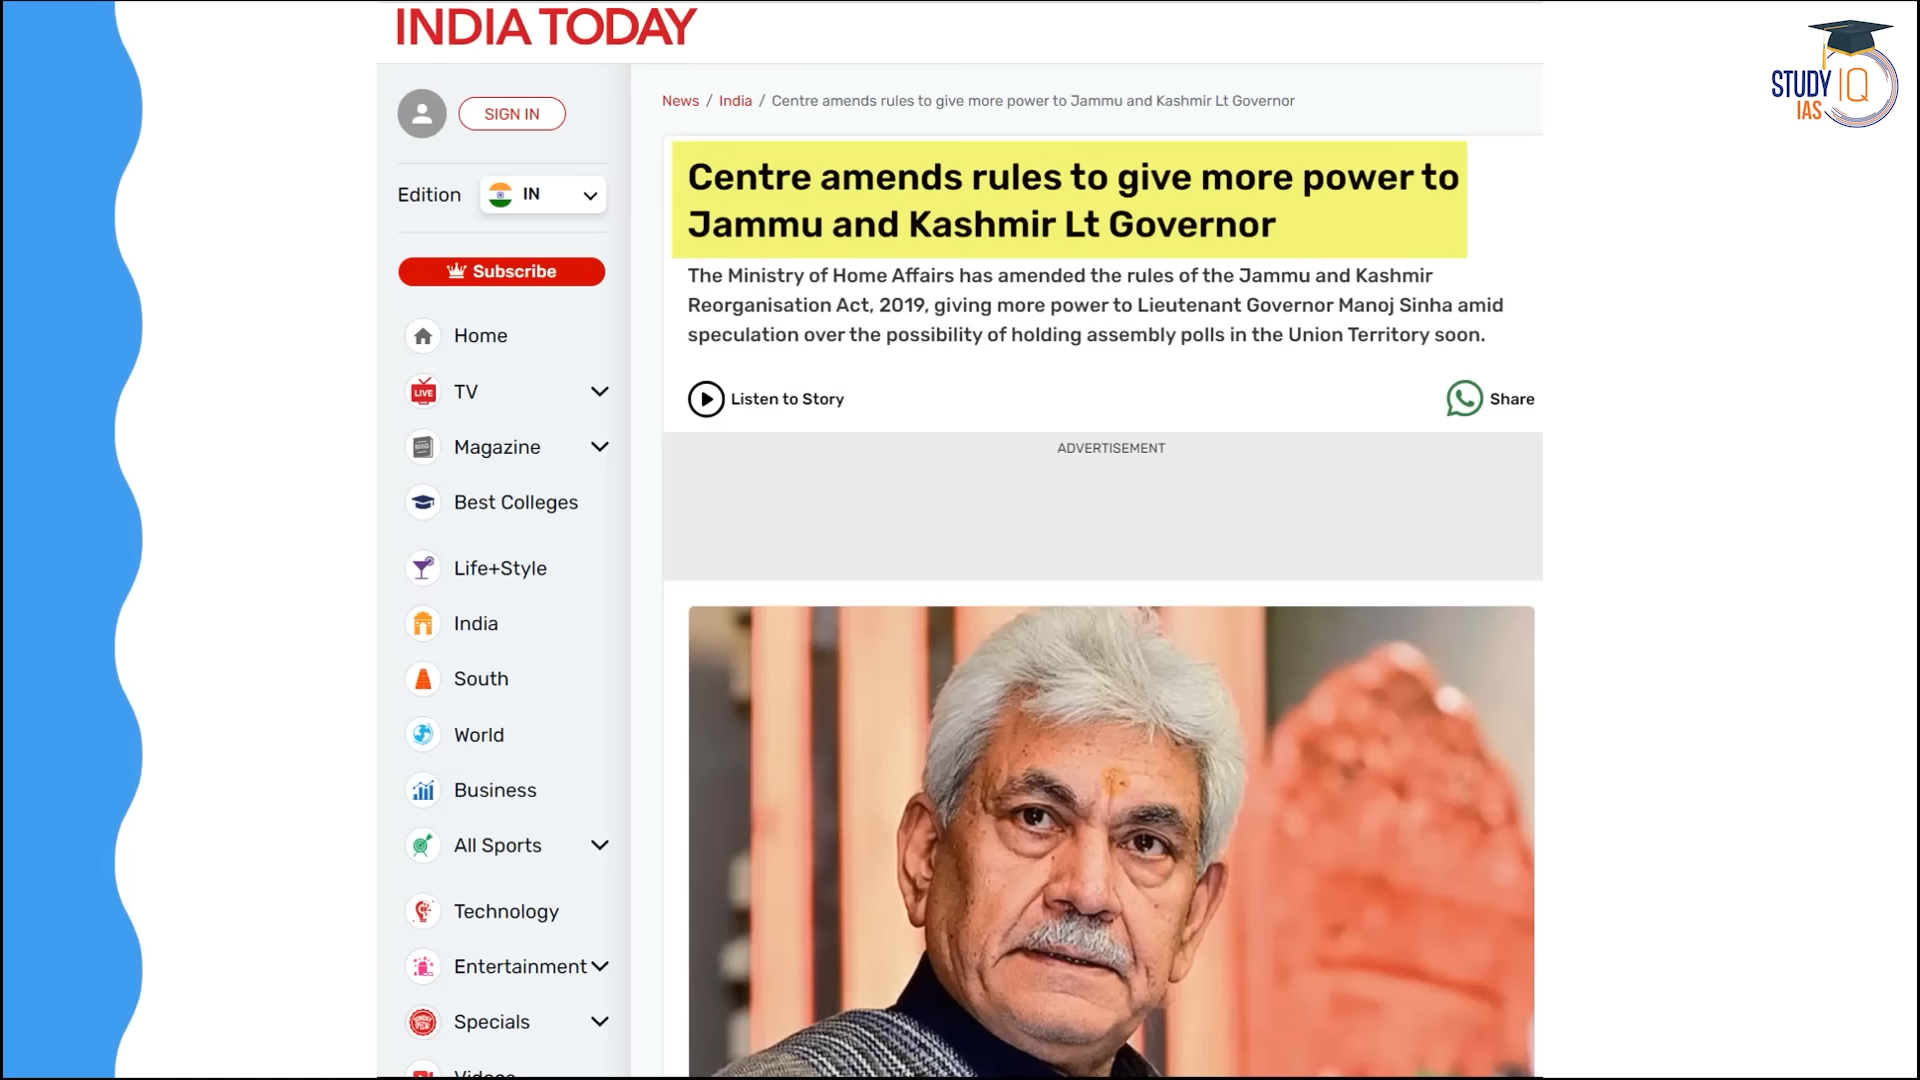 INDIA TODAY
STUDY IQ
IAS
SIGN IN
Edition
IN
Subscribe
Home
LIVE
TV
Magazine
Best Colleges
Life+Style
India
South
World
Business
All Sports
Technology
Entertainment
Specials
Videos
News / India / Centre amends rules to give more power to Jammu and Kashmir Lt Governor
Centre amends rules to give more power to
Jammu and Kashmir Lt Governor
The Ministry of Home Affairs has amended the rules of the Jammu and Kashmir
Reorganisation Act, 2019, giving more power to Lieutenant Governor Manoj Sinha amid
speculation over the possibility of holding assembly polls in the Union Territory soon.
Listen to Story
Share
ADVERTISEMENT